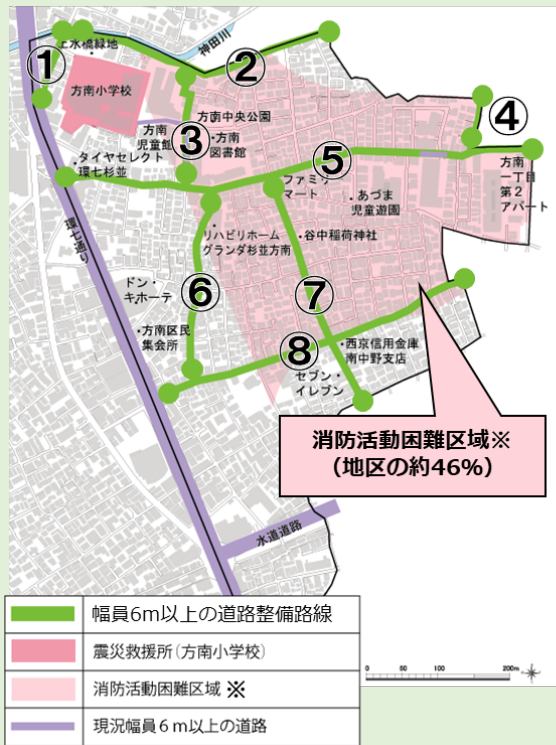 神田川
上水橋緑地
①
②
方南小学校
④
方南中央公園
方南
児童館
③
方南
図書館
⑤
タイヤセレクト
環七杉並
方南
一丁目
第2
アパート
ファミリー
マート
あづま
児童遊園
環七通り
リハビリホーム
グランダ杉並方南
谷中稲荷神社
ドン・
キホーテ
⑥
⑦
方南区民
集会所
⑧
西京信用金庫
南中野支店
セブン・
イレブン
消防活動困難区域※
(地区の約46%)
水道道路
幅員6m以上の道路整備路線
震災救援所(方南小学校)
消防活動困難区域 ※
現況幅員6m以上の道路
0 50 100 200m